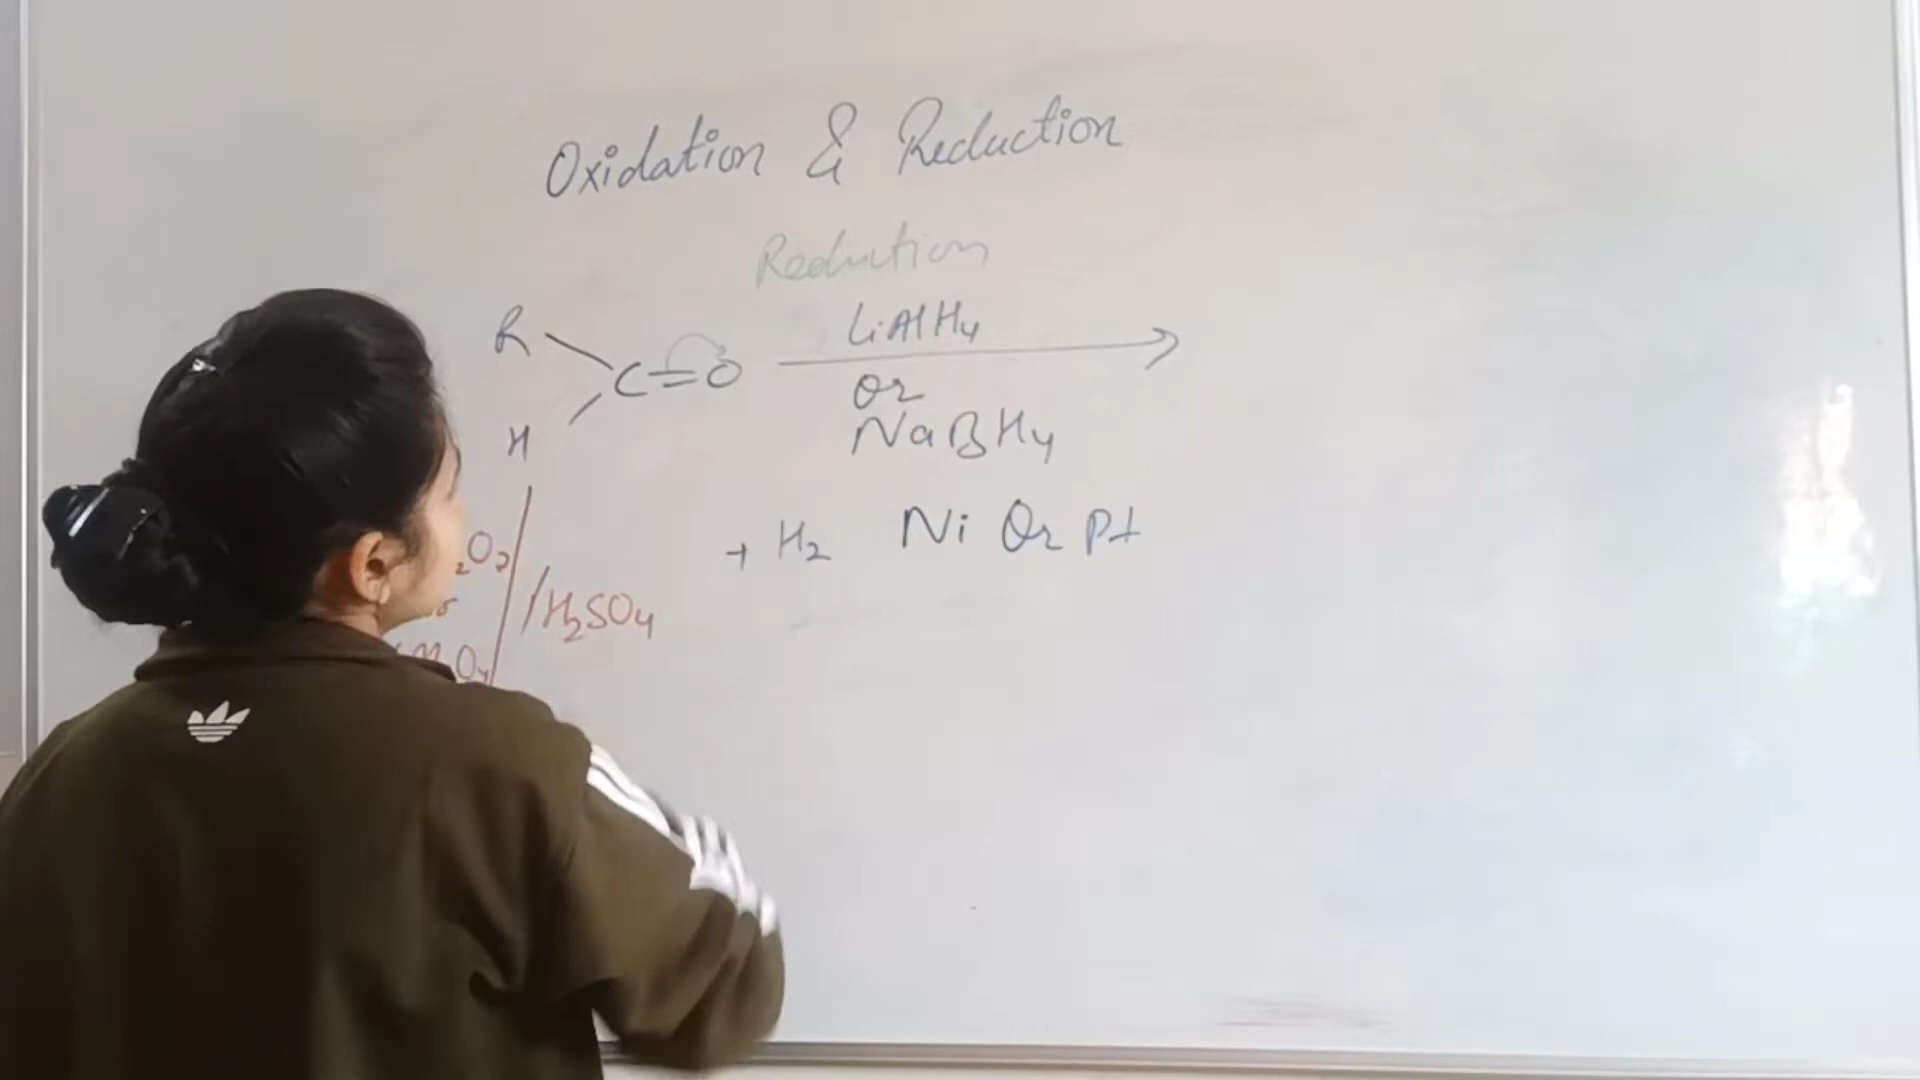 Oxidation & Reduction
Reduction
R
C=O
H
LiAlH4
Or
NaBH4
+ H2 Ni Or Pt
2O7
/H2SO4